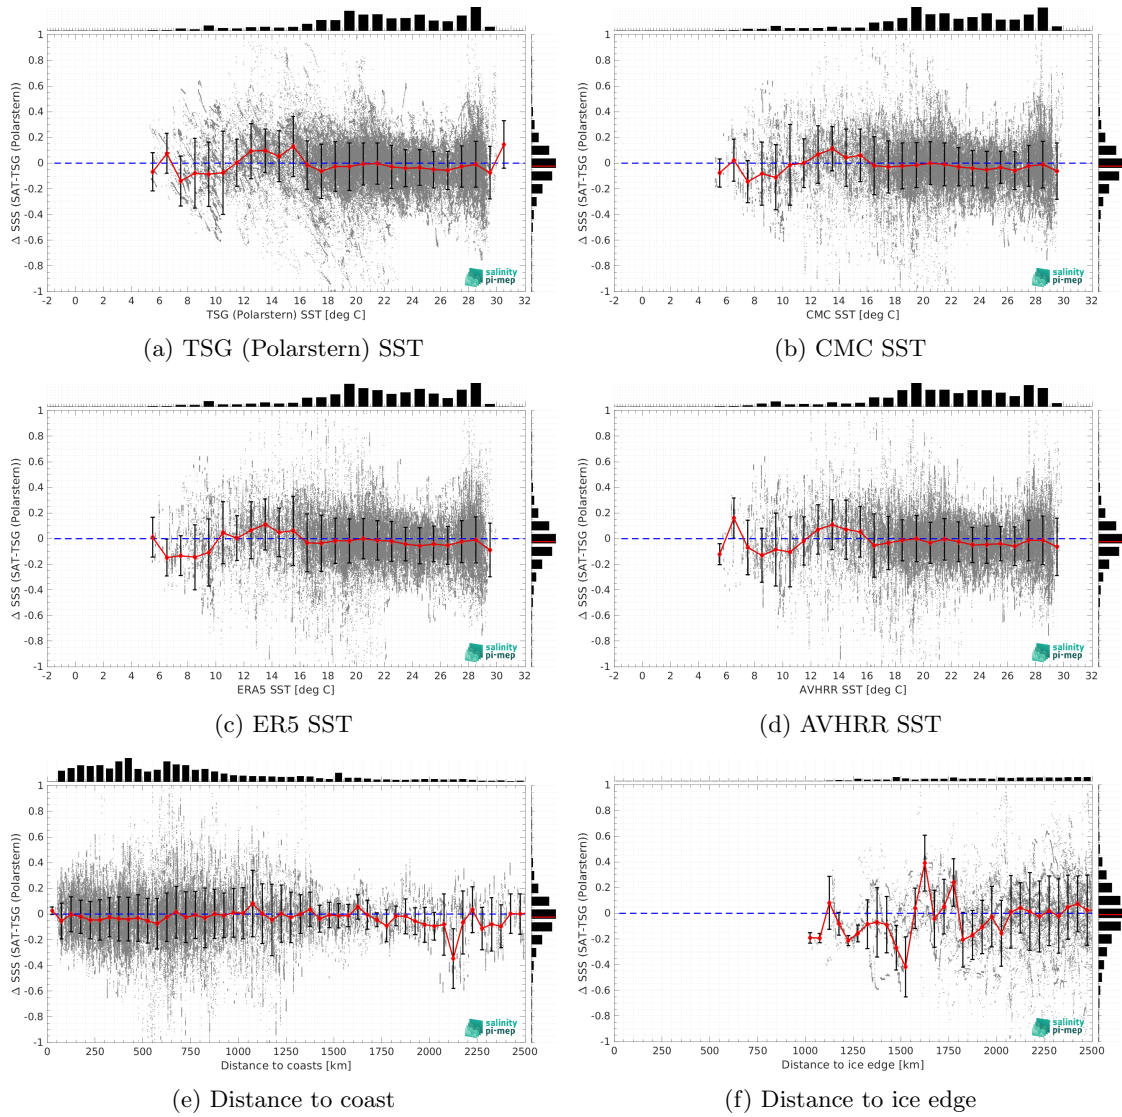 Δ SSS (SAT-TSG (Polarstern))
1
0.8
0.6
0.4
0.2
0
-0.2
-0.4
-0.6
-0.8
-1
-2 0 2 4 6 8 10 12 14 16 18 20 22 24 26 28 30 32
TSG (Polarstern) SST [deg C]
salinity
pi-mep
(a) TSG (Polarstern) SST
Δ SSS (SAT-TSG (Polarstern))
1
0.8
0.6
0.4
0.2
0
-0.2
-0.4
-0.6
-0.8
-1
-2 0 2 4 6 8 10 12 14 16 18 20 22 24 26 28 30 32
CMC SST [deg C]
salinity
pi-mep
(b) CMC SST
Δ SSS (SAT-TSG (Polarstern))
1
0.8
0.6
0.4
0.2
0
-0.2
-0.4
-0.6
-0.8
-1
-2 0 2 4 6 8 10 12 14 16 18 20 22 24 26 28 30 32
ERA5 SST [deg C]
salinity
pi-mep
(c) ER5 SST
Δ SSS (SAT-TSG (Polarstern))
1
0.8
0.6
0.4
0.2
0
-0.2
-0.4
-0.6
-0.8
-1
-2 0 2 4 6 8 10 12 14 16 18 20 22 24 26 28 30 32
AVHRR SST [deg C]
salinity
pi-mep
(d) AVHRR SST
Δ SSS (SAT-TSG (Polarstern))
1
0.8
0.6
0.4
0.2
0
-0.2
-0.4
-0.6
-0.8
-1
0 250 500 750 1000 1250 1500 1750 2000 2250 2500
Distance to coasts [km]
salinity
pi-mep
(e) Distance to coast
Δ SSS (SAT-TSG (Polarstern))
1
0.8
0.6
0.4
0.2
0
-0.2
-0.4
-0.6
-0.8
-1
0 250 500 750 1000 1250 1500 1750 2000 2250 2500
Distance to ice edge [km]
salinity
pi-mep
(f) Distance to ice edge